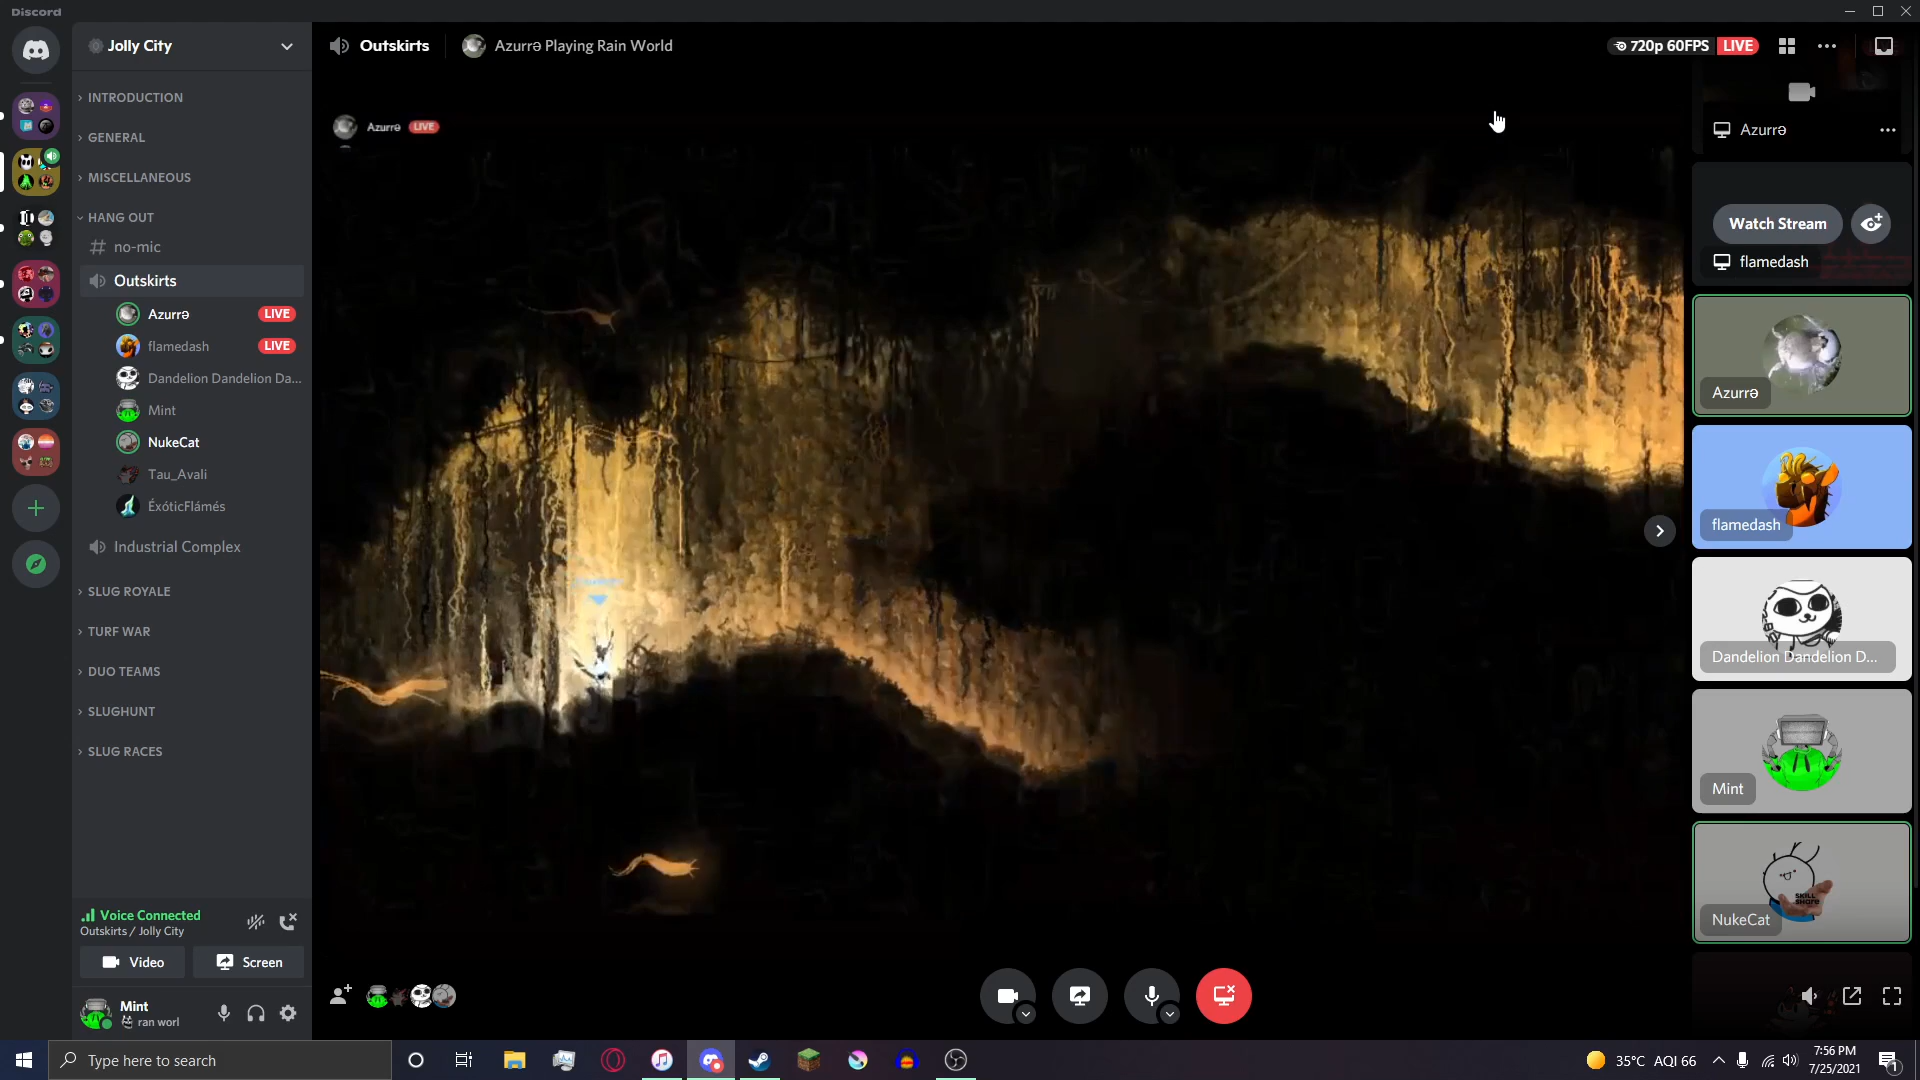 Discord
Jolly City
Outskirts
Azurrə Playing Rain World
720p 60FPS
LIVE
INTRODUCTION
GENERAL
MISCELLANEOUS
HANG OUT
no-mic
Outskirts
Azurrə
LIVE
flamedash
LIVE
Dandelion Dandelion Da...
Mint
NukeCat
Tau_Avali
ÉxóticFlámés
Industrial Complex
SLUG ROYALE
TURF WAR
DUO TEAMS
SLUGHUNT
SLUG RACES
Voice Connected
Outskirts / Jolly City
Video
Screen
Mint
ran worl
Azurrə
LIVE
Azurrə
Watch Stream
flamedash
Azurrə
flamedash
Dandelion Dandelion D...
Mint
SKILL
SHARE
NukeCat
Type here to search
35°C AQI 66
7:56 PM
7/25/2021
1